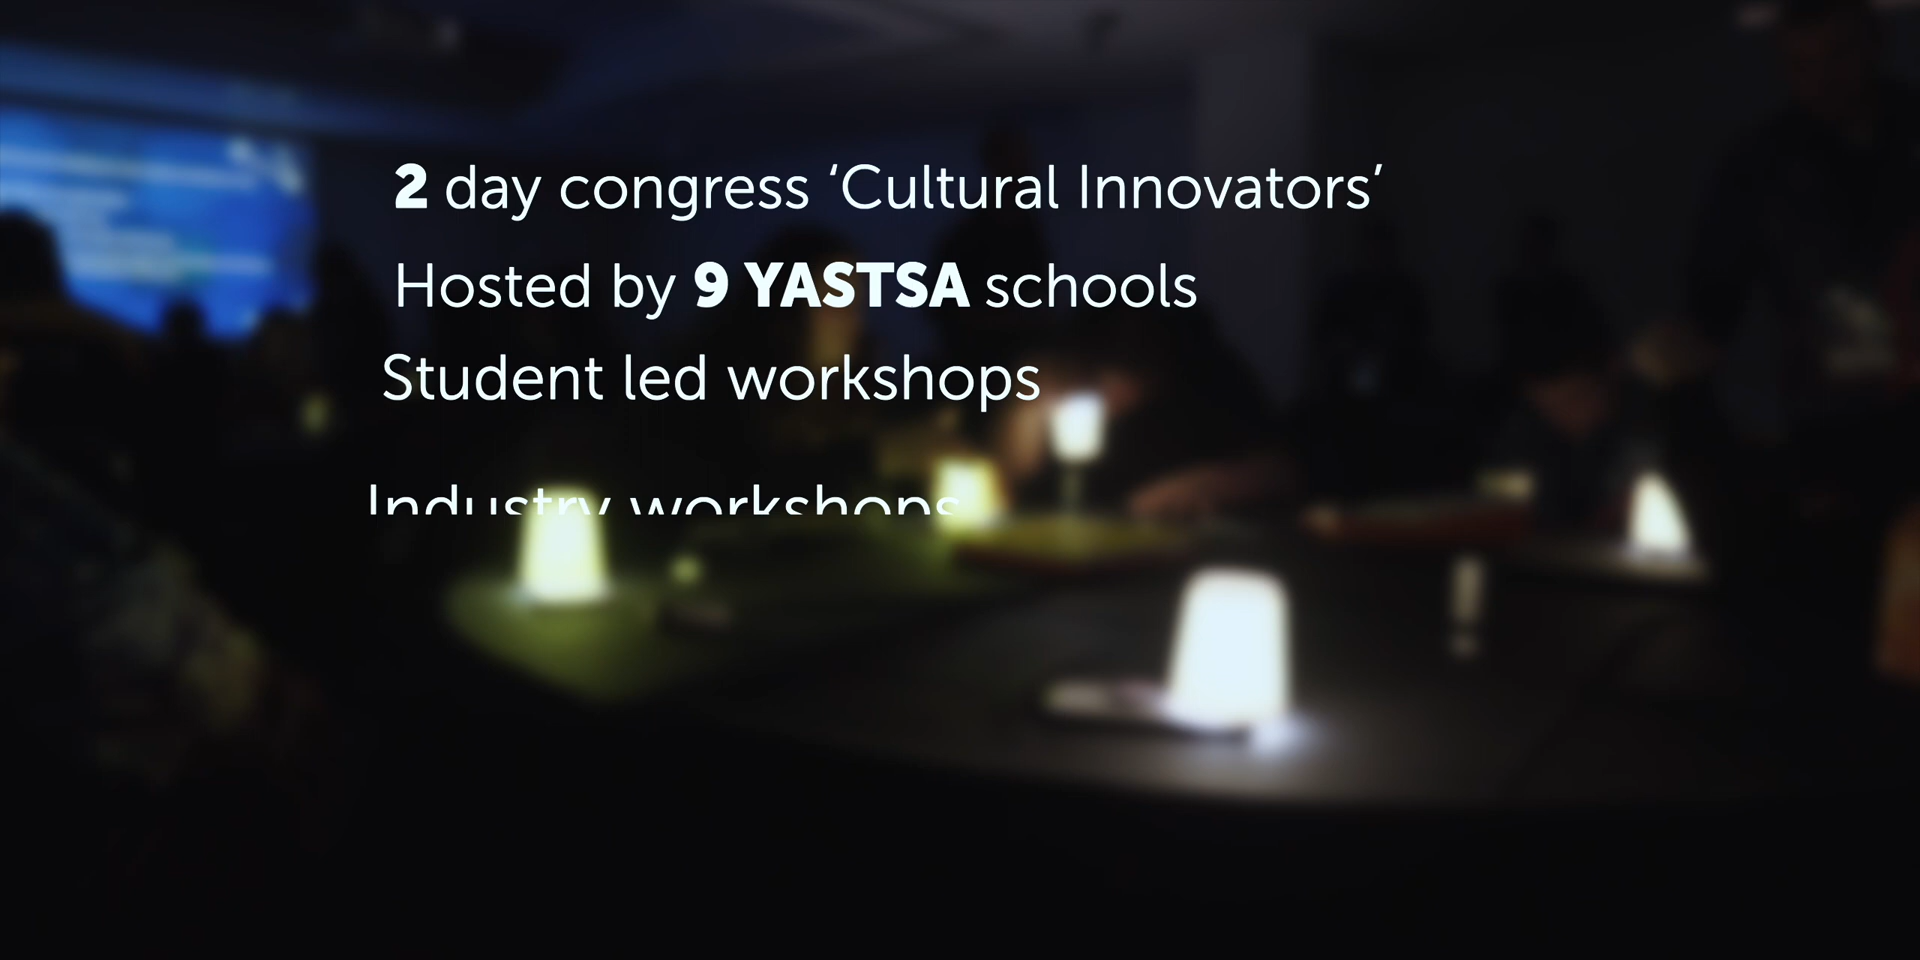 2 day congress ‘Cultural Innovators’
Hosted by 9 YASTSA schools
Student led workshops
Industry workshops